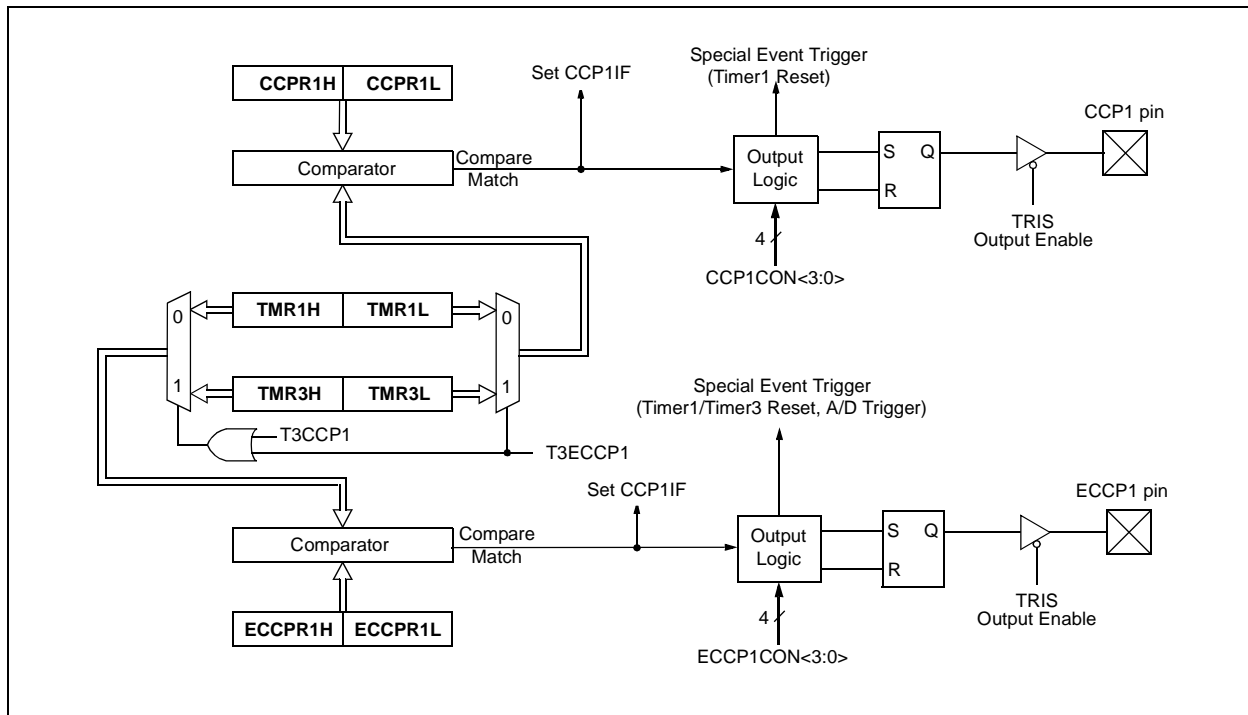 CCPR1H CCPR1L
Comparator
Compare
Match
Set CCP1IF
Special Event Trigger
(Timer1 Reset)
Output
Logic
4
CCP1CON<3:0>
S Q
R
TRIS
Output Enable
CCP1 pin
0
1
TMR1H TMR1L
TMR3H TMR3L
0
1
T3CCP1
T3ECCP1
Comparator
Compare
Match
ECCPR1H ECCPR1L
Set CCP1IF
Special Event Trigger
(Timer1/Timer3 Reset, A/D Trigger)
Output
Logic
4
ECCP1CON<3:0>
S Q
R
TRIS
Output Enable
ECCP1 pin